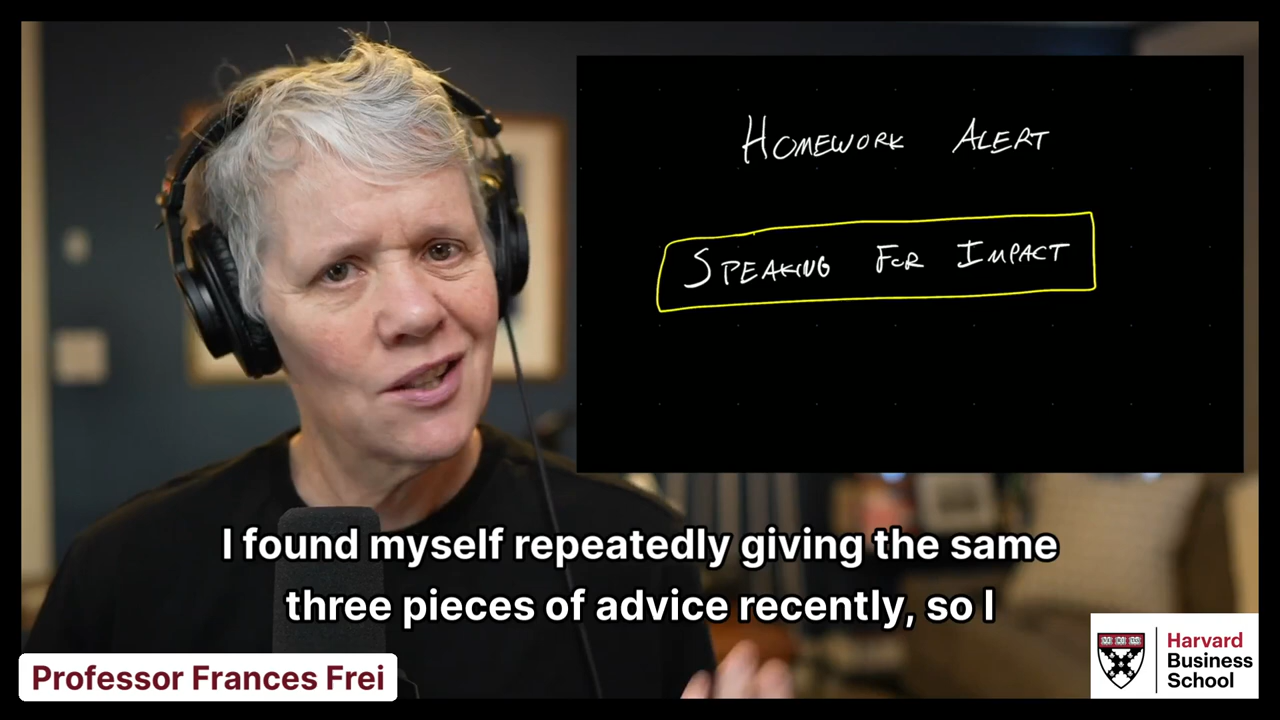 HOMEWORK ALERT
SPEAKING FOR IMPACT
I found myself repeatedly giving the same
three pieces of advice recently, so I
Professor Frances Frei
Harvard
Business
School